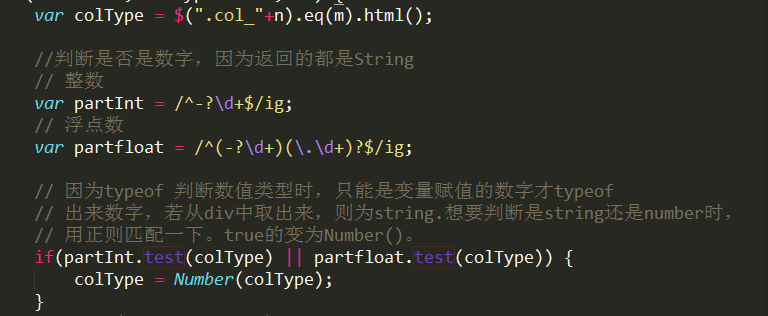 var colType = $(".col_"+n).eq(m).html();
//判断是否是数字，因为返回的都是String
// 整数
var partInt = /^-?\d+$/ig;
// 浮点数
var partfloat = /^(-?\d+)(\.\d+)?$/ig;
// 因为typeof 判断数值类型时，只能是变量赋值的数字才typeof
// 出来数字，若从div中取出来，则为string.想要判断是string还是number时，
// 用正则匹配一下。true的变为Number()。
if(partInt.test(colType) || partfloat.test(colType)) {
colType = Number(colType);
}